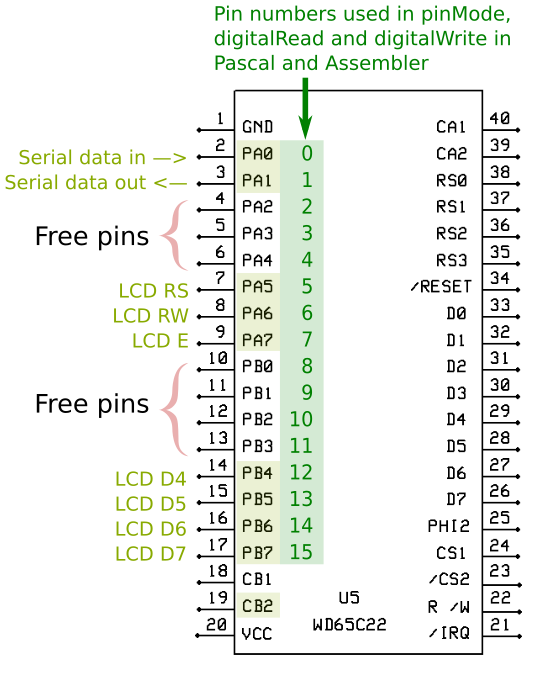 Pin numbers used in pinMode,
digitalRead and digitalWrite in
Pascal and Assembler
1 GND CA1 40
Serial data in —> 2 PA0 0 CA2 39
Serial data out <— 3 PA1 1 RS0 38
4 PA2 2 RS1 37
Free pins 5 PA3 3 RS2 36
6 PA4 4 RS3 35
LCD RS 7 PA5 5 /RESET 34
LCD RW 8 PA6 6 D0 33
LCD E 9 PA7 7 D1 32
10 PB0 8 D2 31
Free pins 11 PB1 9 D3 30
12 PB2 10 D4 29
13 PB3 11 D5 28
LCD D4 14 PB4 12 D6 27
LCD D5 15 PB5 13 D7 26
LCD D6 16 PB6 14 PHI2 25
LCD D7 17 PB7 15 CS1 24
18 CB1 /CS2 23
19 CB2 U5 R /W 22
20 VCC WD65C22 /IRQ 21